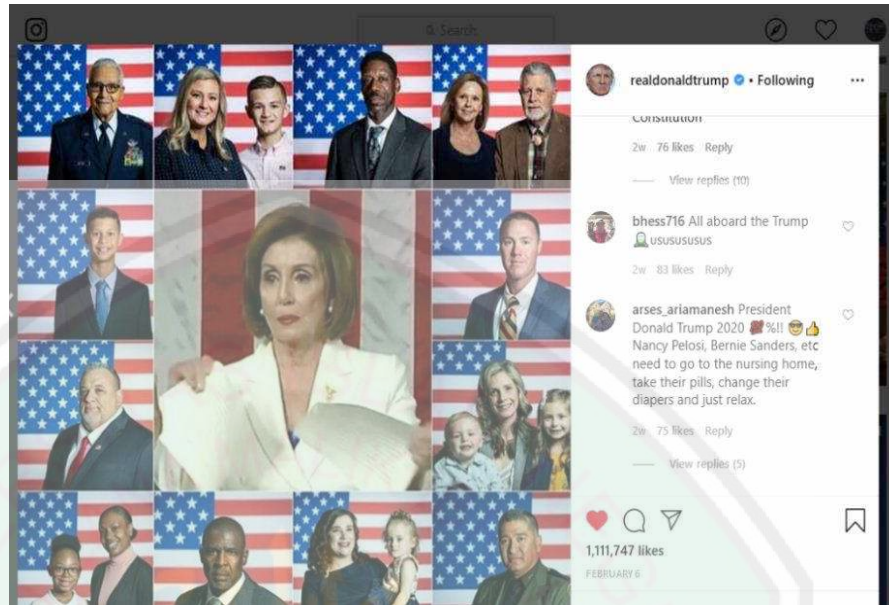 Search
realdonaldtrump • Following
Constitution
2w 76 likes Reply
View replies (10)
bhess716 All aboard the Trump
🚂ususususus
2w 83 likes Reply
arses_ariamanesh President
Donald Trump 2020 💯%!! 😎👍
Nancy Pelosi, Bernie Sanders, etc
need to go to the nursing home,
take their pills, change their
diapers and just relax.
2w 75 likes Reply
View replies (5)
1,111,747 likes
FEBRUARY 6